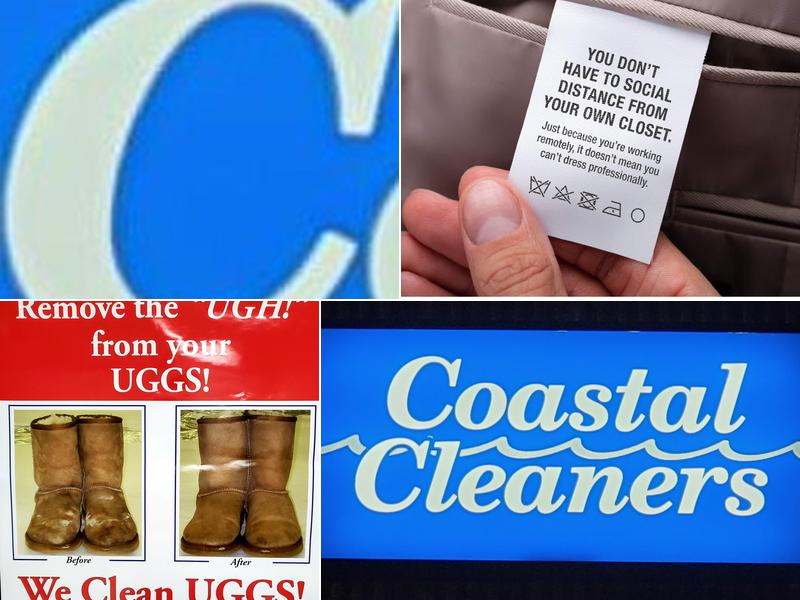 C
YOU DON'T
HAVE TO SOCIAL
DISTANCE FROM
YOUR OWN CLOSET.
Just because you're working
remotely, it doesn't mean you
can't dress professionally.
Remove the "UGH!"
from your
UGGS!
Before
After
We Clean UGGS!
Coastal
Cleaners